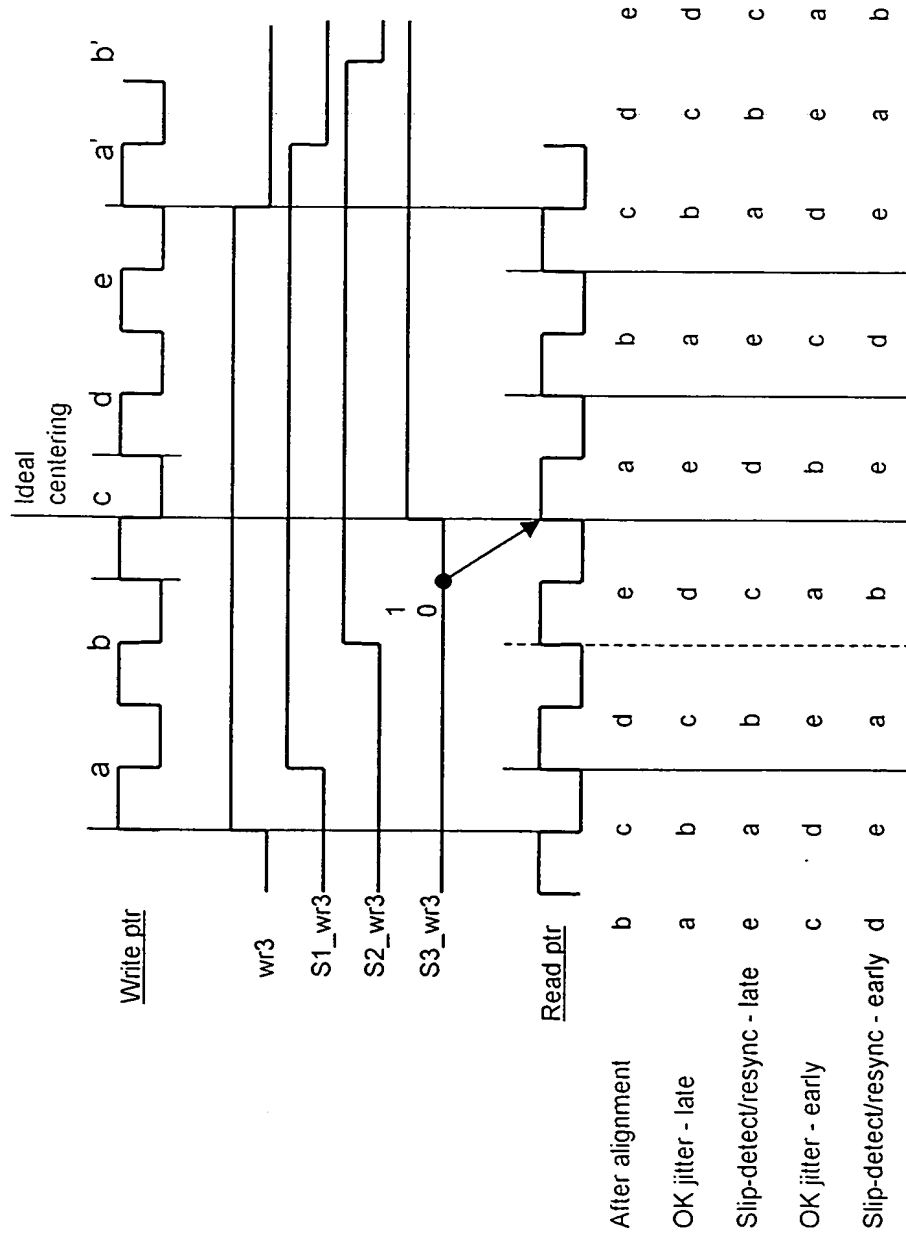 Ideal
centering
a b c d e a' b'
Write ptr
wr3
S1_wr3
S2_wr3
1
0
S3_wr3
Read ptr
After alignment b c d e a b c d e
OK jitter - late a b c d e a b c d
Slip-detect/resync - late e a b c d e a b c
OK jitter - early c d e a b c d e a
Slip-detect/resync - early d e a b e d e a b